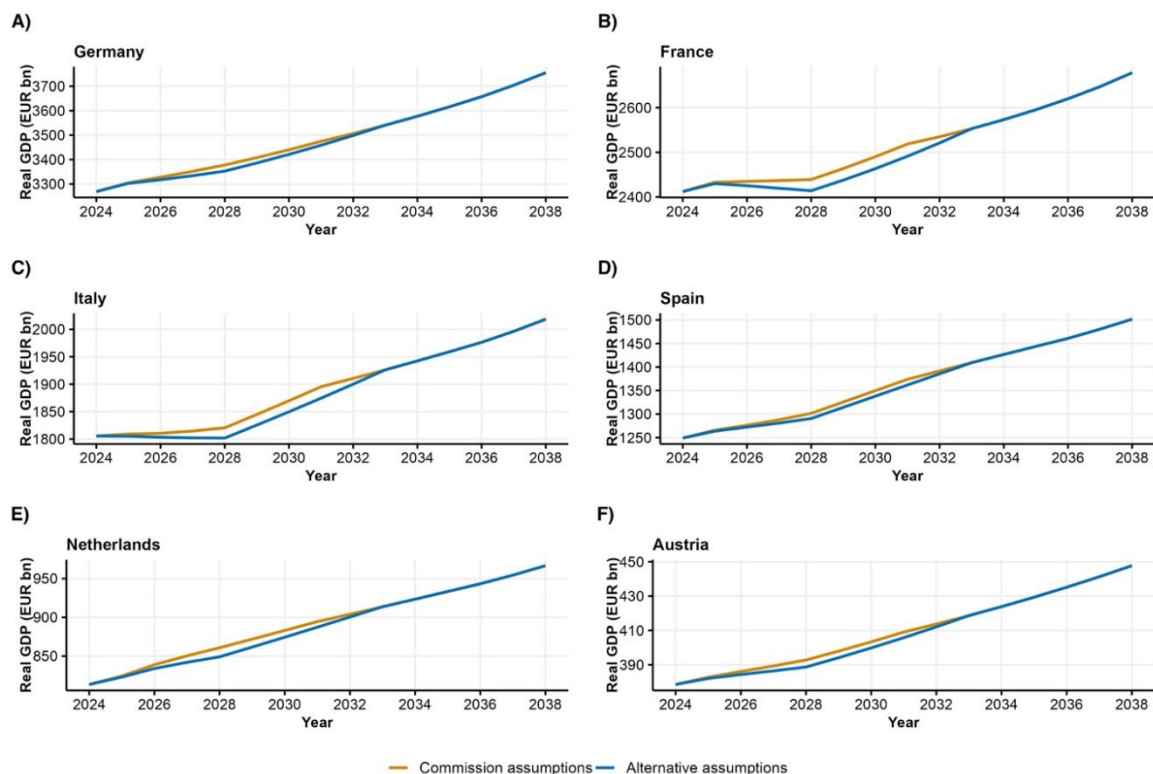 A)
Germany
Real GDP (EUR bn)
3700
3600
3500
3400
3300
2024 2026 2028 2030 2032 2034 2036 2038
Year
B)
France
Real GDP (EUR bn)
2600
2500
2400
2024 2026 2028 2030 2032 2034 2036 2038
Year
C)
Italy
Real GDP (EUR bn)
2000
1950
1900
1850
1800
2024 2026 2028 2030 2032 2034 2036 2038
Year
D)
Spain
Real GDP (EUR bn)
1500
1450
1400
1350
1300
1250
2024 2026 2028 2030 2032 2034 2036 2038
Year
E)
Netherlands
Real GDP (EUR bn)
950
900
850
2024 2026 2028 2030 2032 2034 2036 2038
Year
F)
Austria
Real GDP (EUR bn)
450
430
410
390
2024 2026 2028 2030 2032 2034 2036 2038
Year
Commission assumptions Alternative assumptions